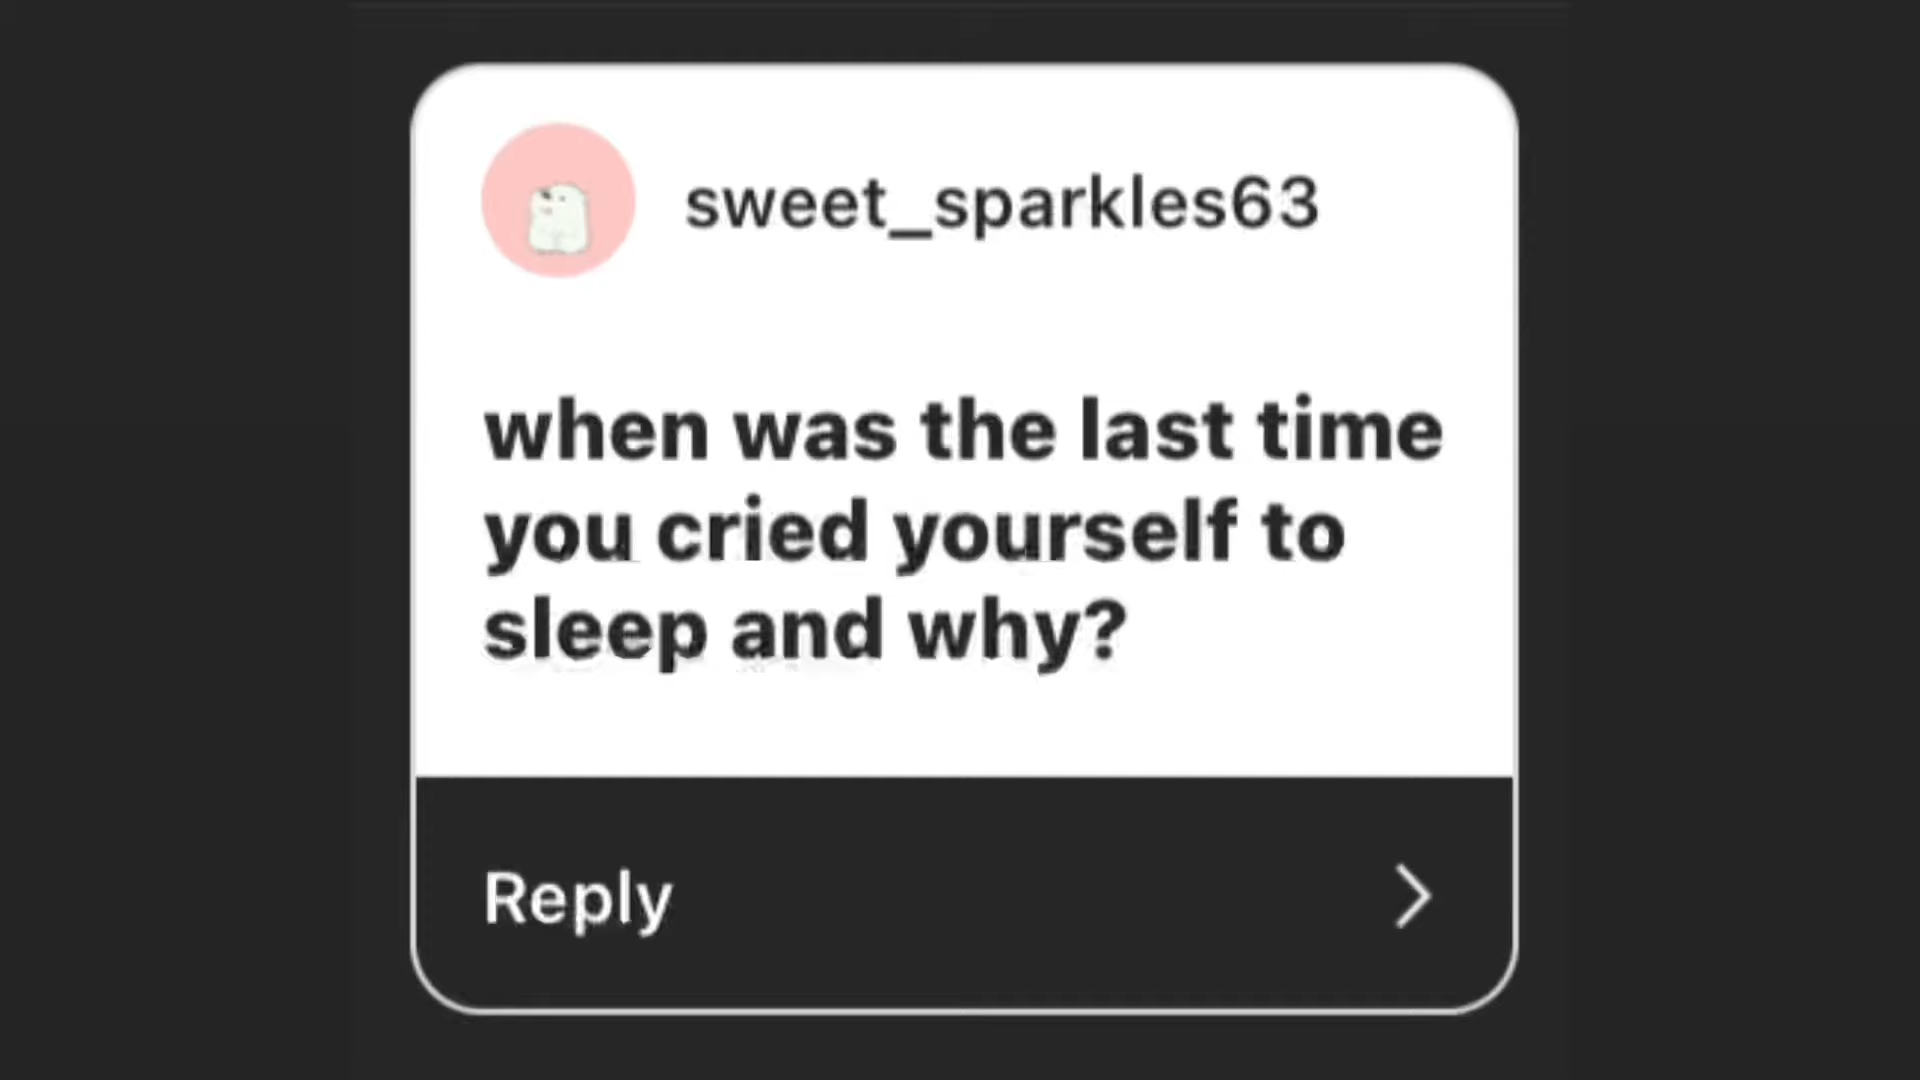 sweet_sparkles63
when was the last time
you cried yourself to
sleep and why?
Reply